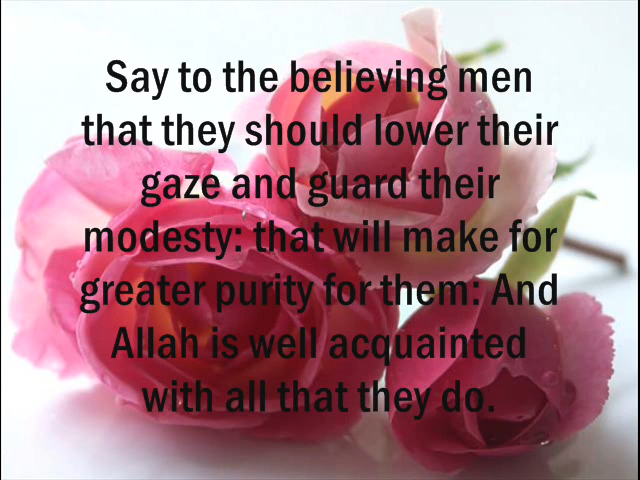 Say to the believing men
that they should lower their
gaze and guard their
modesty: that will make for
greater purity for them: And
Allah is well acquainted
with all that they do.